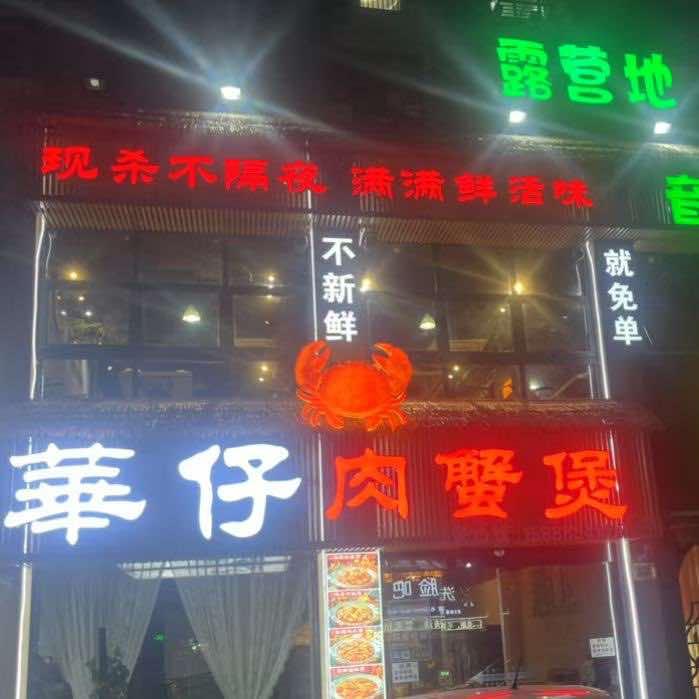 露营地
音
现杀不隔夜 满满鲜活味
不新鲜
就免单
華仔肉蟹煲